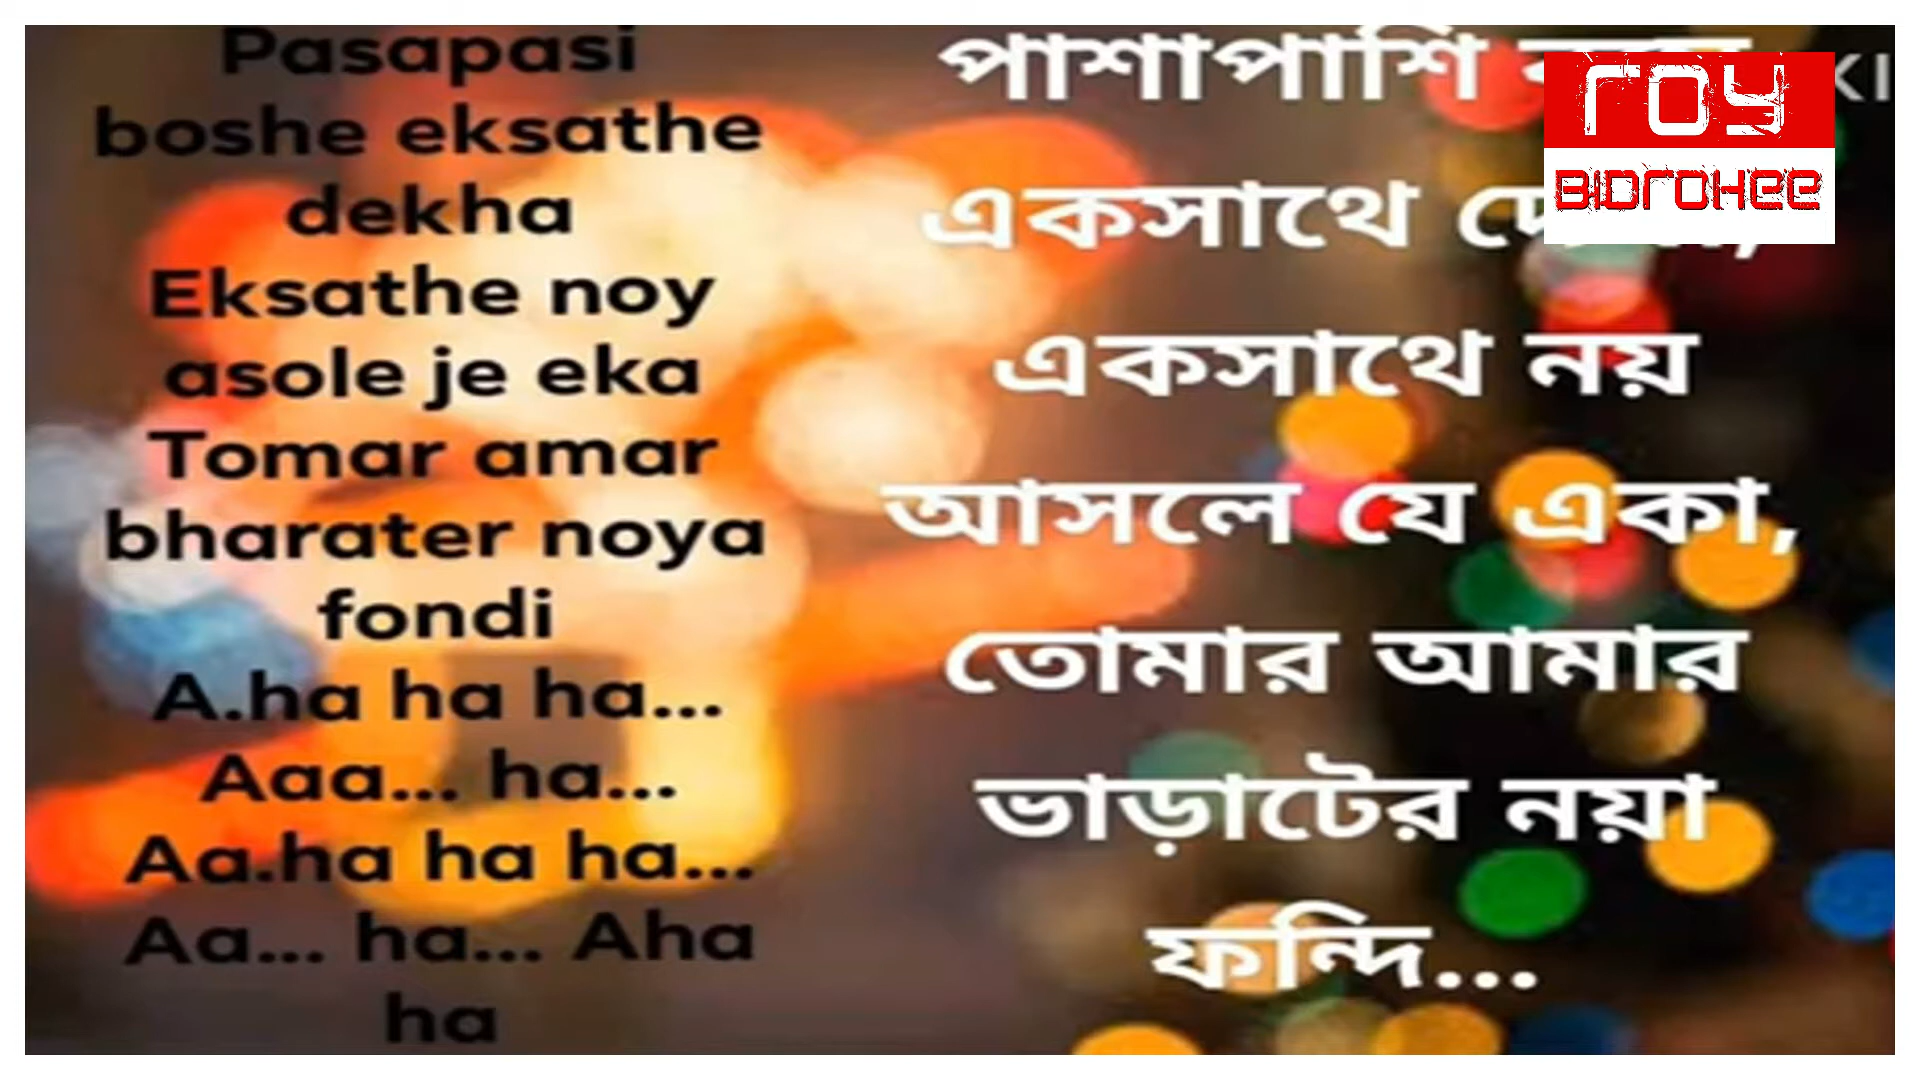 Pasapasi
boshe eksathe
dekha
Eksathe noy
asole je eka
Tomar amar
bharater noya
fondi
A.ha ha ha...
Aaa... ha...
Aa.ha ha ha...
Aa... ha... Aha
ha
পাশাপাশি
একসাথে
একসাথে নয়
আসলে যে একা,
তোমার আমার
ভাড়াটের নয়া
ফন্দি...
roy
BIDroHee
KI